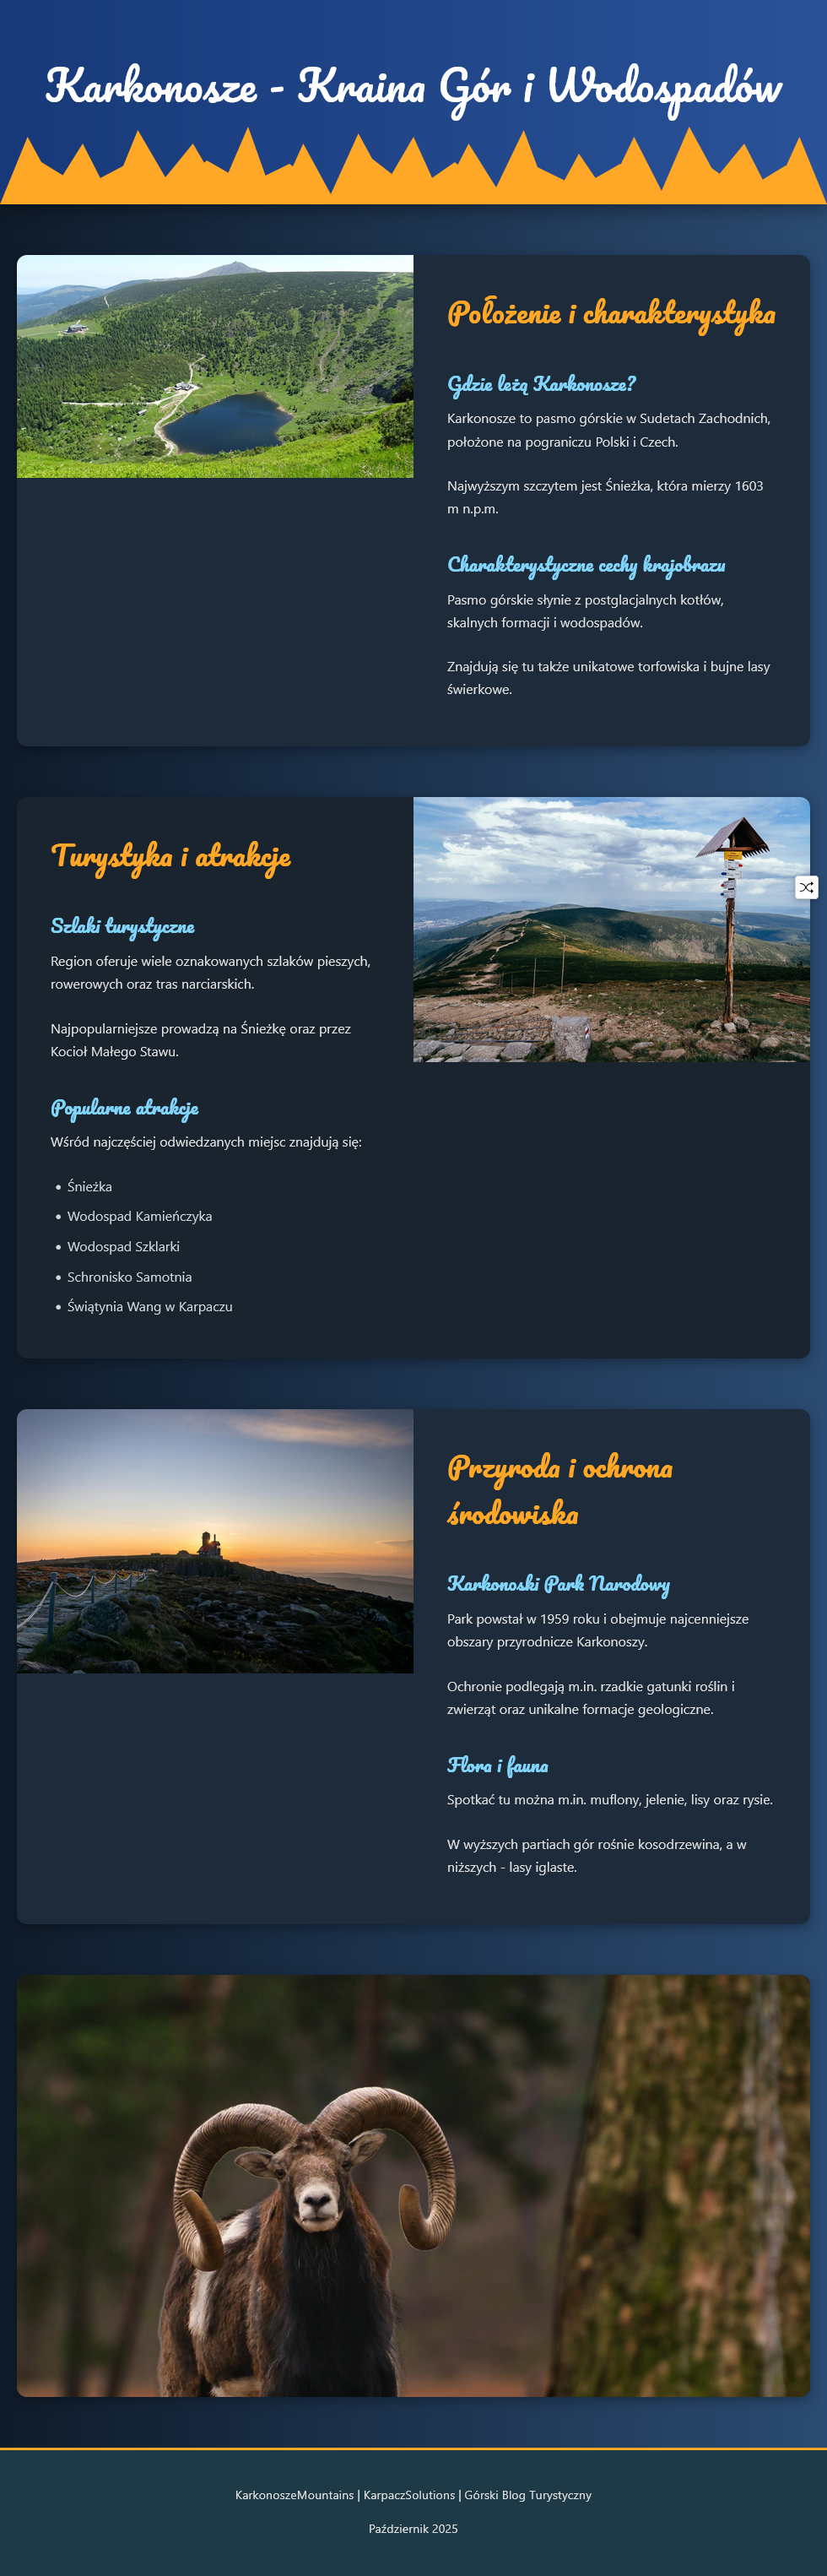 Karkonosze - Kraina Gór i Wodospadów
Położenie i charakterystyka
Gdzie leżą Karkonosze?
Karkonosze to pasmo górskie w Sudetach Zachodnich,
położone na pograniczu Polski i Czech.
Najwyższym szczytem jest Śnieżka, która mierzy 1603
m n.p.m.
Charakterystyczne cechy krajobrazu
Pasmo górskie słynie z postglacjalnych kotłów,
skalnych formacji i wodospadów.
Znajdują się tu także unikatowe torfowiska i bujne lasy
świerkowe.
Turystyka i atrakcje
Szlaki turystyczne
Region oferuje wiele oznakowanych szlaków pieszych,
rowerowych oraz tras narciarskich.
Najpopularniejsze prowadzą na Śnieżkę oraz przez
Kocioł Małego Stawu.
Popularne atrakcje
Wśród najczęściej odwiedzanych miejsc znajdują się:
• Śnieżka
• Wodospad Kamieńczyka
• Wodospad Szklarki
• Schronisko Samotnia
• Świątynia Wang w Karpaczu
Przyroda i ochrona
środowiska
Karkonoski Park Narodowy
Park powstał w 1959 roku i obejmuje najcenniejsze
obszary przyrodnicze Karkonoszy.
Ochronie podlegają m.in. rzadkie gatunki roślin i
zwierząt oraz unikalne formacje geologiczne.
Flora i fauna
Spotkać tu można m.in. muflony, jelenie, lisy oraz rysie.
W wyższych partiach gór rośnie kosodrzewina, a w
niższych - lasy iglaste.
KarkonoszeMountains | KarpaczSolutions | Górski Blog Turystyczny
Październik 2025